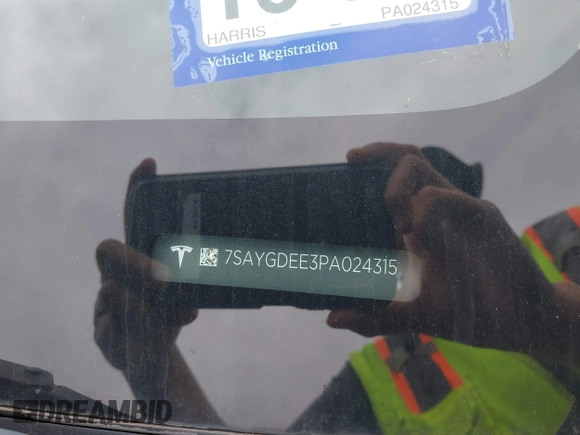 HARRIS
PA024315
Vehicle Registration
7SAYGDEE3PA024315
DREAMBID